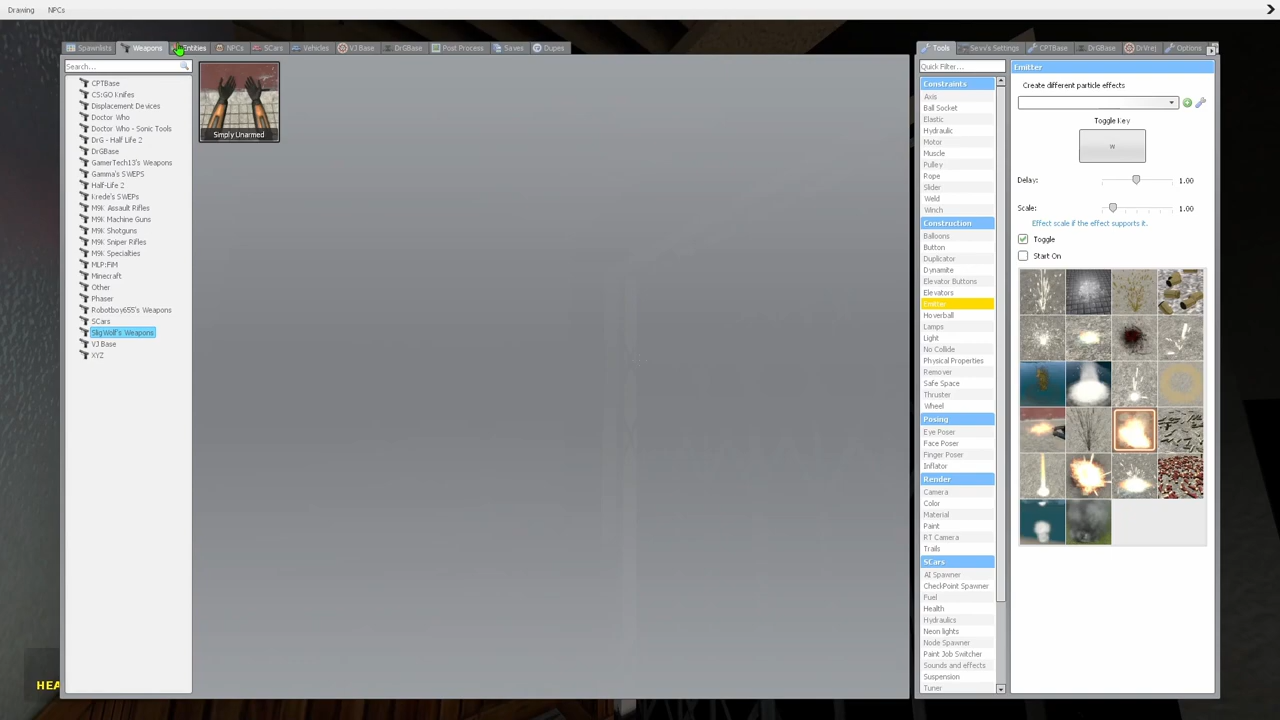 Drawing NPCs
Spawnlists Weapons Entities NPCs SCars Vehicles VJ Base DrGBase Post Process Saves Dupes
Search...
CPTBase
CS:GO Knifes
Displacement Devices
Doctor Who
Doctor Who - Sonic Tools
DrG - Half Life 2
DrGBase
GamerTech13's Weapons
Gamma's SWEPS
Half-Life 2
Krede's SWEPs
M9K Assault Rifles
M9K Machine Guns
M9K Shotguns
M9K Sniper Rifles
M9K Specialties
MLP:FiM
Minecraft
Other
Phaser
Robotboy655's Weapons
SCars
SligWolf's Weapons
VJ Base
XYZ
Simply Unarmed
HEA
Tools Sevv's Settings CPTBase DrGBase DrVrej Options
Quick Filter...
Constraints
Axis
Ball Socket
Elastic
Hydraulic
Motor
Muscle
Pulley
Rope
Slider
Weld
Winch
Construction
Balloons
Button
Duplicator
Dynamite
Elevator Buttons
Elevators
Emitter
Hoverball
Lamps
Light
No Collide
Physical Properties
Remover
Safe Space
Thruster
Wheel
Posing
Eye Poser
Face Poser
Finger Poser
Inflator
Render
Camera
Color
Material
Paint
RT Camera
Trails
SCars
AI Spawner
CheckPoint Spawner
Fuel
Health
Hydraulics
Neon lights
Node Spawner
Paint Job Switcher
Sounds and effects
Suspension
Tuner
Emitter
Create different particle effects
Toggle Key
W
Delay: 1.00
Scale: 1.00
Effect scale if the effect supports it.
Toggle
Start On